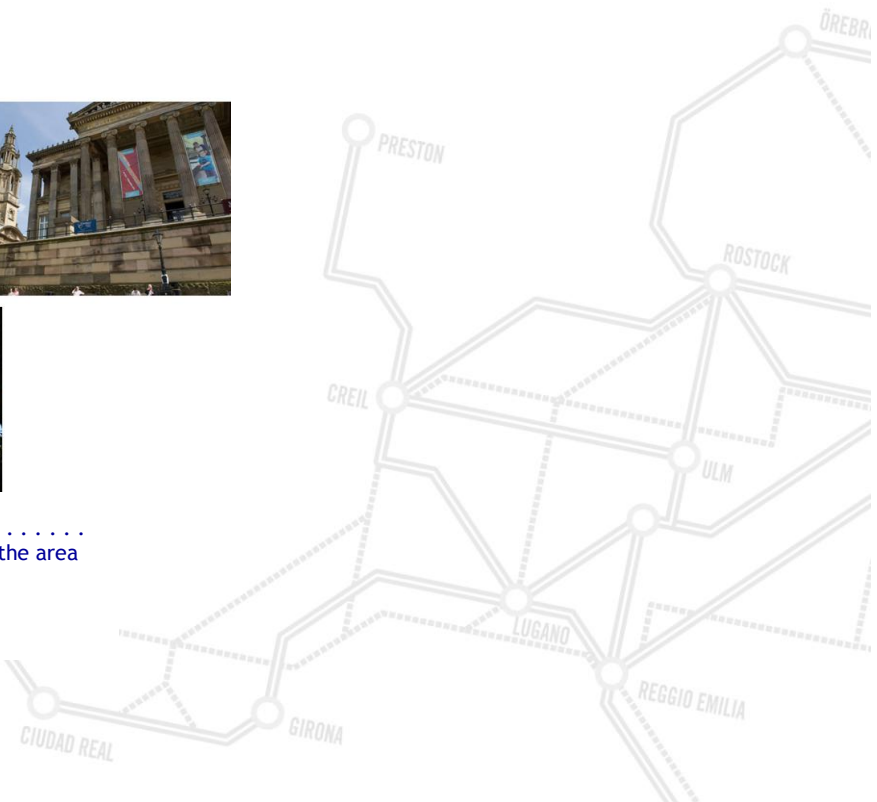 ÖREBRO
PRESTON
ROSTOCK
CREIL
ULM
. . . . . .
the area
LUGANO
REGGIO EMILIA
GIRONA
CIUDAD REAL